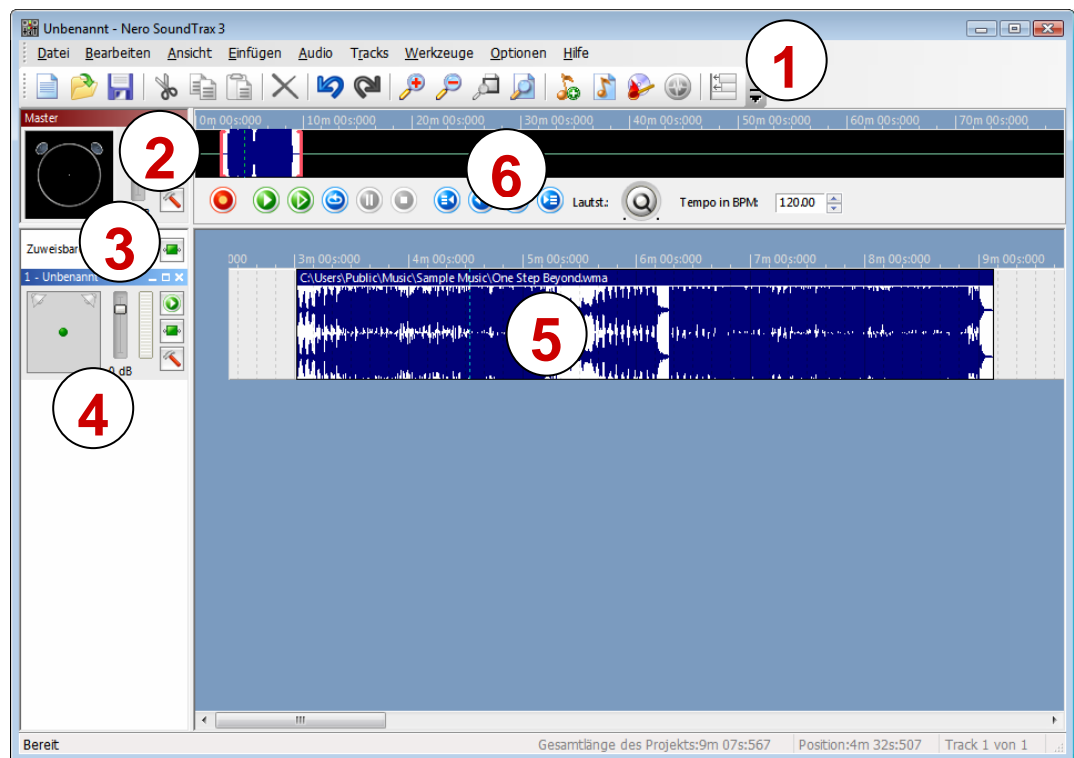 Unbenannt - Nero SoundTrax 3
Datei Bearbeiten Ansicht Einfügen Audio Tracks Werkzeuge Optionen Hilfe
1
Master
0m 00s:000 10m 00s:000 20m 00s:000 30m 00s:000 40m 00s:000 50m 00s:000 60m 00s:000 70m 00s:000
2
6
Lautst.: Tempo in BPM: 120.00
3
1 - Unbenannt
3m 00s:000 4m 00s:000 5m 00s:000 6m 00s:000 7m 00s:000 8m 00s:000 9m 00s:000
C:\Users\Public\Music\Sample Music\One Step Beyond.wma
5
0 dB
4
Bereit Gesamtlänge des Projekts:9m 07s:567 Position:4m 32s:507 Track 1 von 1